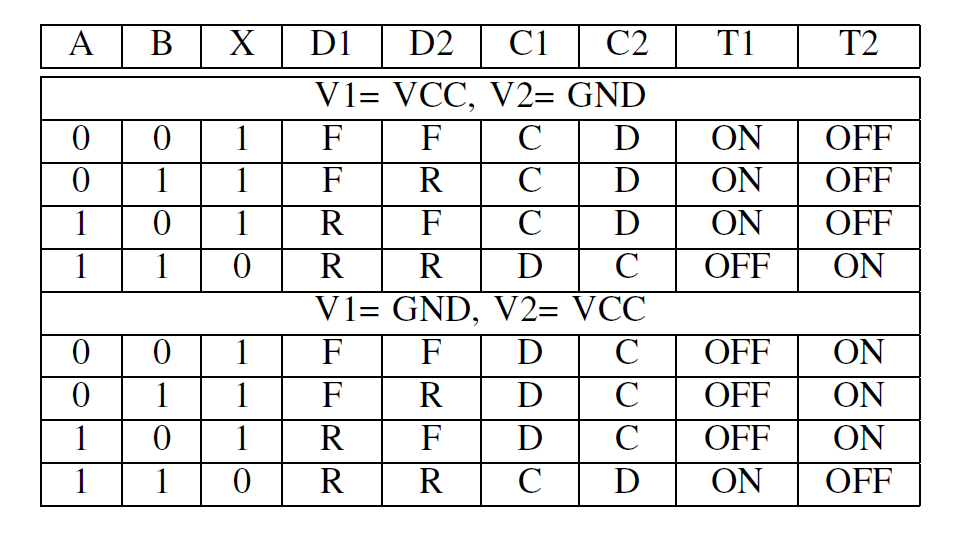 A B X D1 D2 C1 C2 T1 T2
V1= VCC, V2= GND
0 0 1 F F C D ON OFF
0 1 1 F R C D ON OFF
1 0 1 R F C D ON OFF
1 1 0 R R D C OFF ON
V1= GND, V2= VCC
0 0 1 F F D C OFF ON
0 1 1 F R D C OFF ON
1 0 1 R F D C OFF ON
1 1 0 R R C D ON OFF